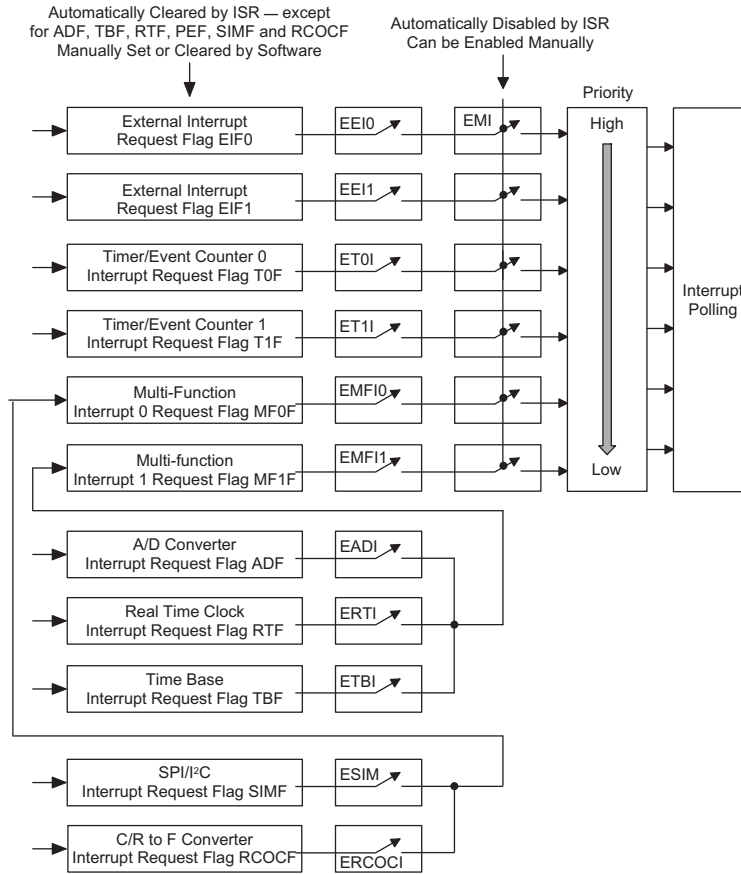 Automatically Cleared by ISR — except
for ADF, TBF, RTF, PEF, SIMF and RCOCF
Manually Set or Cleared by Software
Automatically Disabled by ISR
Can be Enabled Manually
Priority
External Interrupt
Request Flag EIF0
EEI0
EMI
High
External Interrupt
Request Flag EIF1
EEI1
Timer/Event Counter 0
Interrupt Request Flag T0F
ET0I
Interrupt
Polling
Timer/Event Counter 1
Interrupt Request Flag T1F
ET1I
Multi-Function
Interrupt 0 Request Flag MF0F
EMFI0
Multi-function
Interrupt 1 Request Flag MF1F
EMFI1
Low
A/D Converter
Interrupt Request Flag ADF
EADI
Real Time Clock
Interrupt Request Flag RTF
ERTI
Time Base
Interrupt Request Flag TBF
ETBI
SPI/I²C
Interrupt Request Flag SIMF
ESIM
C/R to F Converter
Interrupt Request Flag RCOCF
ERCOCI